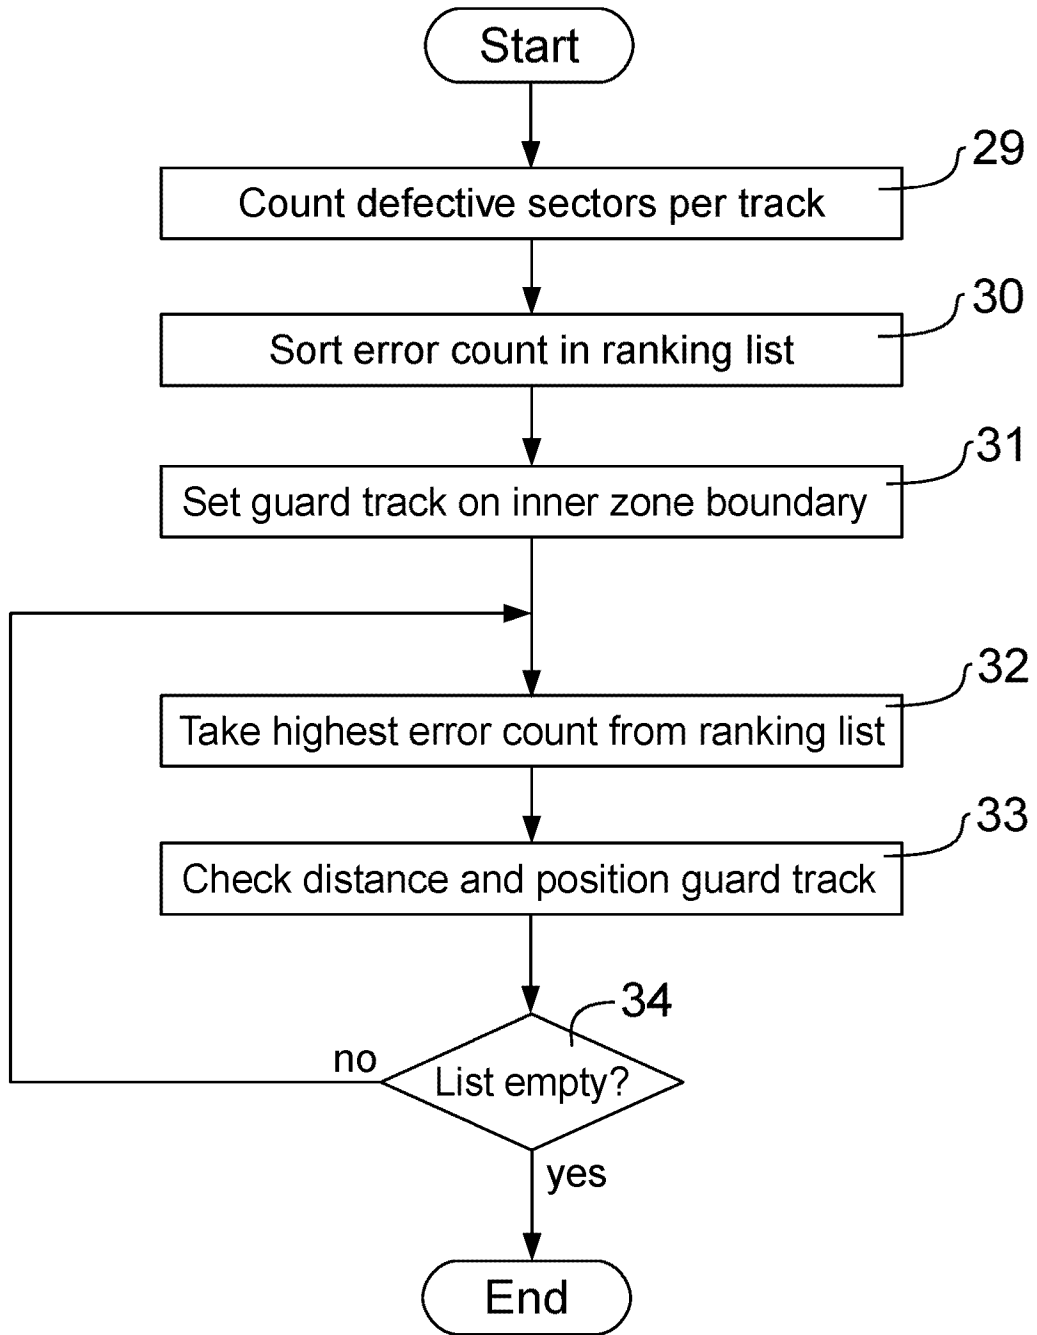 Start
29
Count defective sectors per track
30
Sort error count in ranking list
31
Set guard track on inner zone boundary
32
Take highest error count from ranking list
33
Check distance and position guard track
34
no
List empty?
yes
End